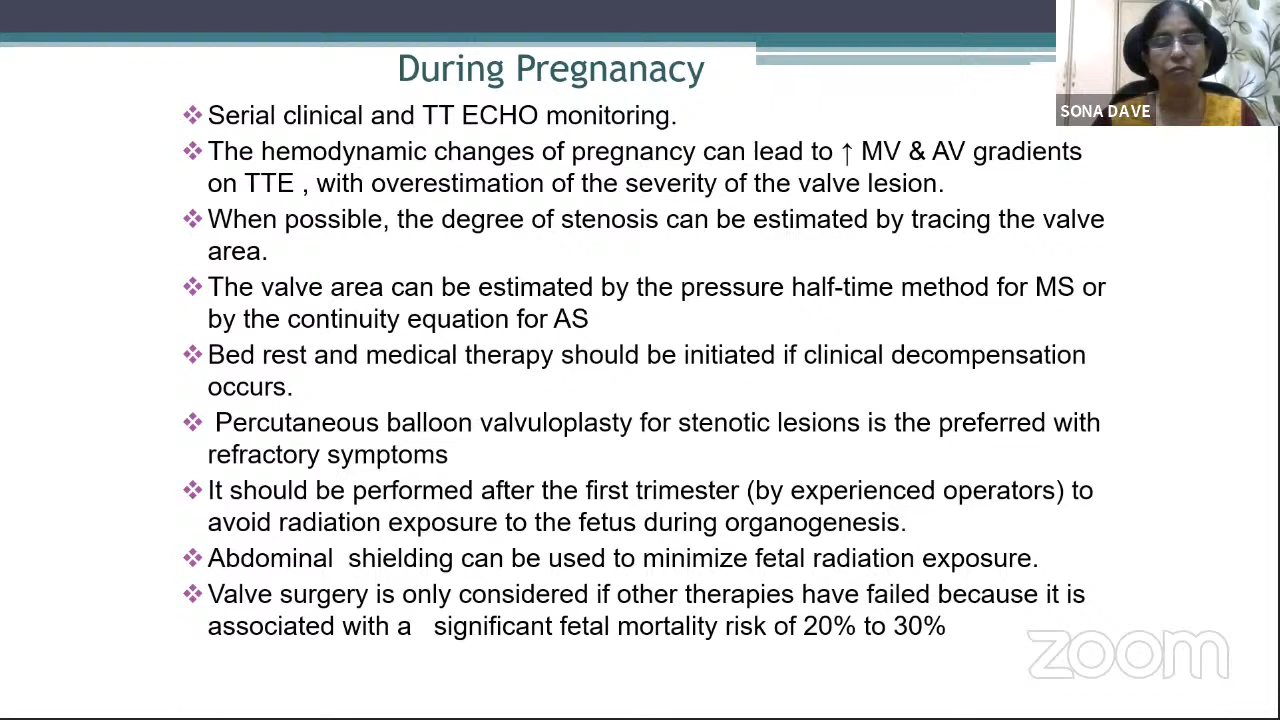 During Pregnanacy
SONA DAVE
Serial clinical and TT ECHO monitoring.
The hemodynamic changes of pregnancy can lead to ↑ MV & AV gradients
on TTE , with overestimation of the severity of the valve lesion.
When possible, the degree of stenosis can be estimated by tracing the valve
area.
The valve area can be estimated by the pressure half-time method for MS or
by the continuity equation for AS
Bed rest and medical therapy should be initiated if clinical decompensation
occurs.
Percutaneous balloon valvuloplasty for stenotic lesions is the preferred with
refractory symptoms
It should be performed after the first trimester (by experienced operators) to
avoid radiation exposure to the fetus during organogenesis.
Abdominal  shielding can be used to minimize fetal radiation exposure.
Valve surgery is only considered if other therapies have failed because it is
associated with a   significant fetal mortality risk of 20% to 30%
zoom